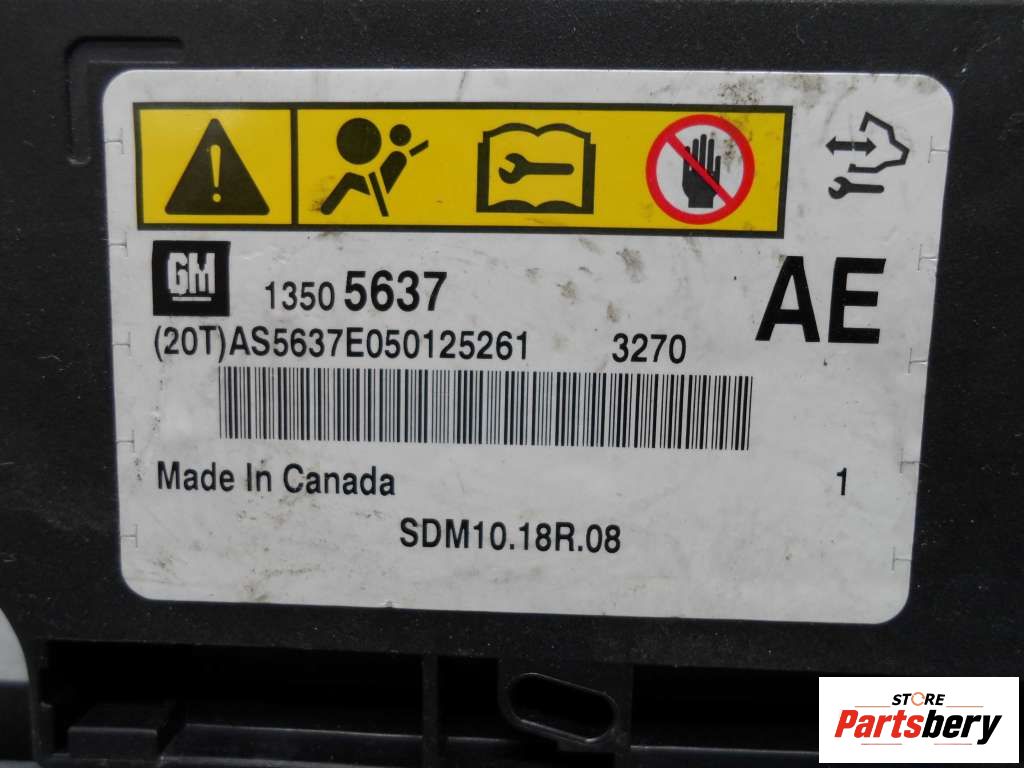 GM 1350 5637 AE
(20T)AS5637E050125261 3270
Made In Canada 1
SDM10.18R.08
STORE
Partsbery